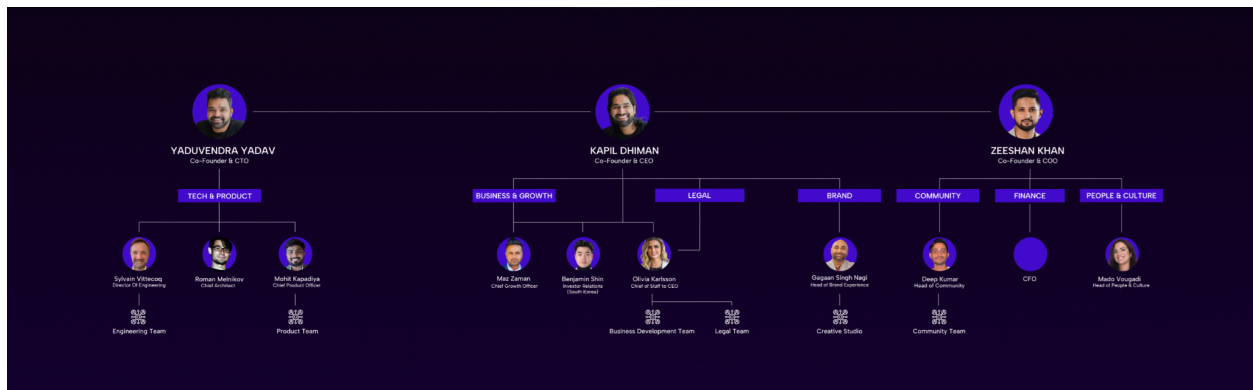 YADUVENDRA YADAV
Co-Founder & CTO
KAPIL DHIMAN
Co-Founder & CEO
ZEESHAN KHAN
Co-Founder & COO
TECH & PRODUCT
BUSINESS & GROWTH
LEGAL
BRAND
COMMUNITY
FINANCE
PEOPLE & CULTURE
Sylvain Vittecoq
Director Of Engineering
Roman Melnikov
Chief Architect
Mohit Kapadiya
Chief Product Officer
Maz Zaman
Chief Growth Officer
Benjamin Shin
Investor Relations
(South Korea)
Olivia Karlsson
Chief of Staff to CEO
Gagaan Singh Nagi
Head of Brand Experience
Deep Kumar
Head of Community
CFO
Mado Vougadi
Head of People & Culture
Engineering Team
Product Team
Business Development Team
Legal Team
Creative Studio
Community Team